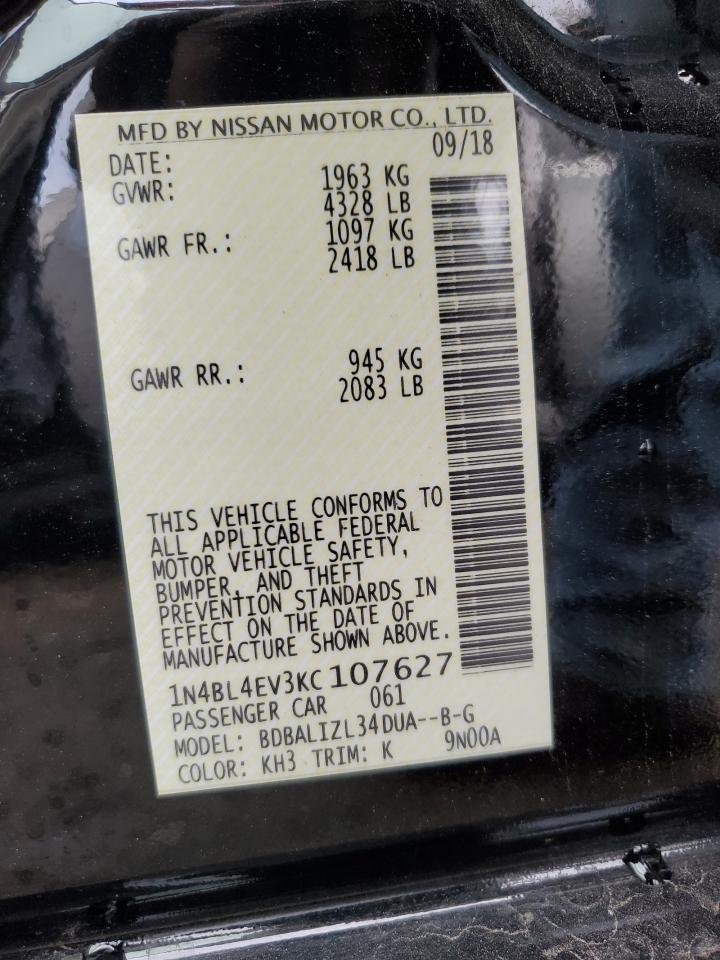 MFD BY NISSAN MOTOR CO., LTD.
DATE: 09/18
GVWR: 1963 KG
4328 LB
GAWR FR.: 1097 KG
2418 LB
GAWR RR.: 945 KG
2083 LB
THIS VEHICLE CONFORMS TO
ALL APPLICABLE FEDERAL
MOTOR VEHICLE SAFETY,
BUMPER, AND THEFT
PREVENTION STANDARDS IN
EFFECT ON THE DATE OF
MANUFACTURE SHOWN ABOVE.
1N4BL4EV3KC107627
PASSENGER CAR 061
MODEL: BDBALIZL34DUA--B-G
COLOR: KH3 TRIM: K 9N00A